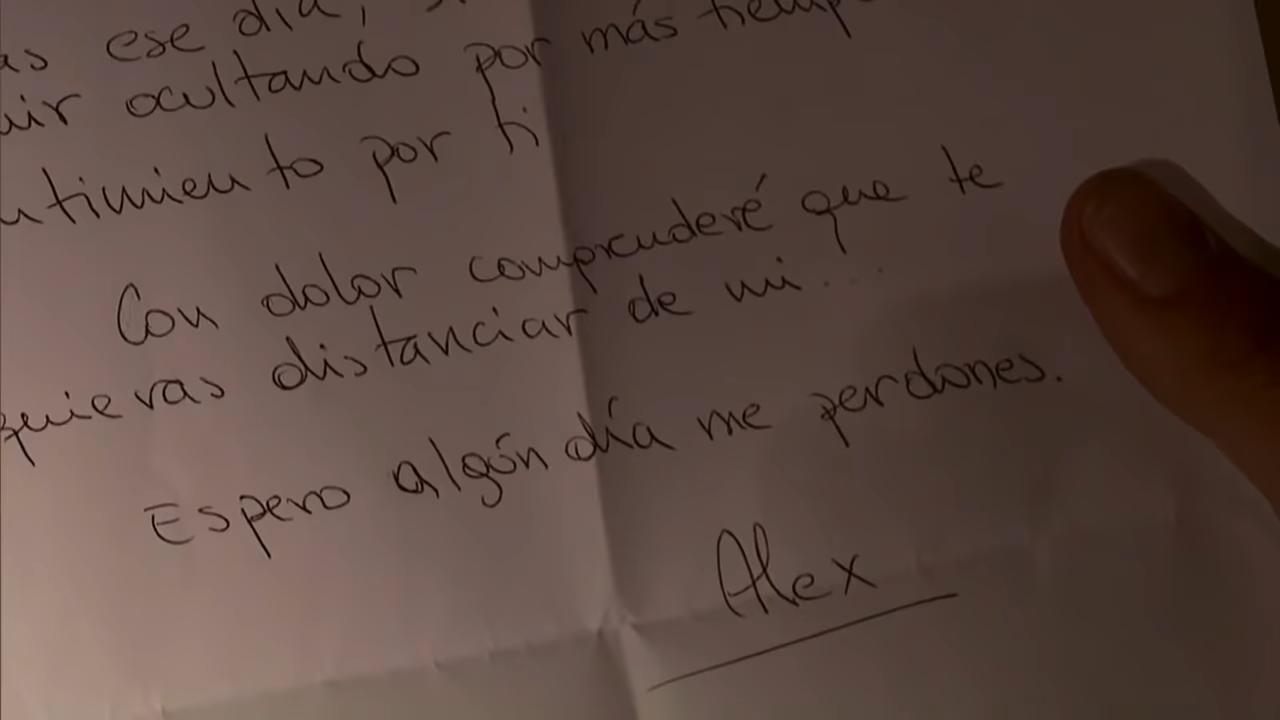 ese día,
ocultando por más
por ti
Con dolor comprenderé que te
quieras distanciar de mi...
Espero algún día me perdones.
Alex